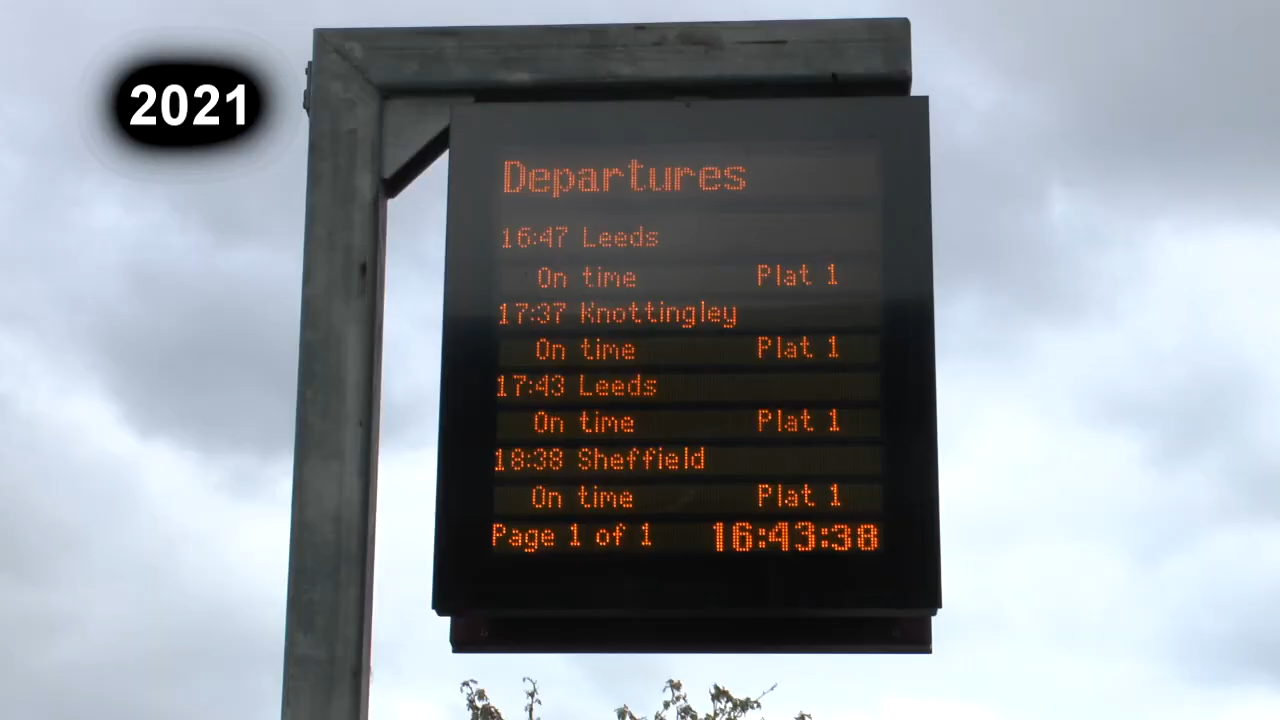 2021
Departures
16:47 Leeds
On time Plat 1
17:37 Knottingley
On time Plat 1
17:43 Leeds
On time Plat 1
18:38 Sheffield
On time Plat 1
Page 1 of 1 16:43:38